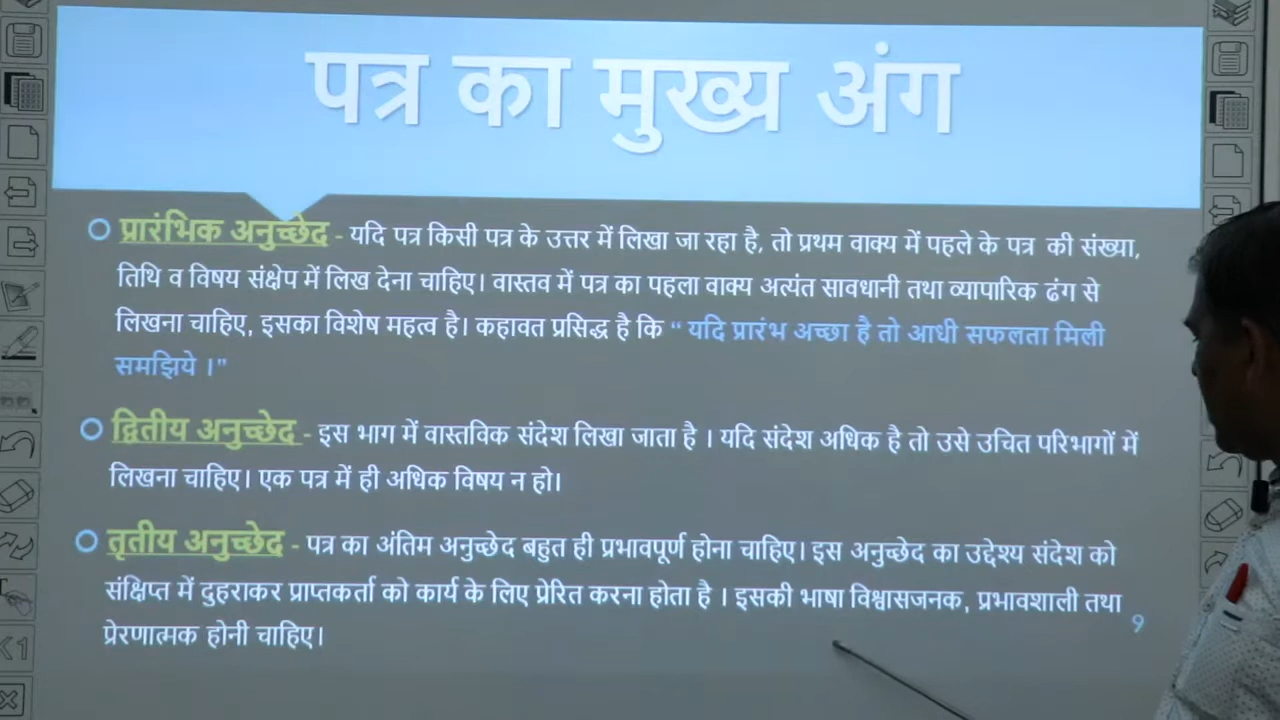 पत्र का मुख्य अंग
प्रारंभिक अनुच्छेद - यदि पत्र किसी पत्र के उत्तर में लिखा जा रहा है, तो प्रथम वाक्य में पहले के पत्र की संख्या,
तिथि व विषय संक्षेप में लिख देना चाहिए। वास्तव में पत्र का पहला वाक्य अत्यंत सावधानी तथा व्यापारिक ढंग से
लिखना चाहिए, इसका विशेष महत्व है। कहावत प्रसिद्ध है कि “ यदि प्रारंभ अच्छा है तो आधी सफलता मिली
समझिये ।”
द्वितीय अनुच्छेद - इस भाग में वास्तविक संदेश लिखा जाता है । यदि संदेश अधिक है तो उसे उचित परिभागों में
लिखना चाहिए। एक पत्र में ही अधिक विषय न हो।
तृतीय अनुच्छेद - पत्र का अंतिम अनुच्छेद बहुत ही प्रभावपूर्ण होना चाहिए। इस अनुच्छेद का उद्देश्य संदेश को
संक्षिप्त में दुहराकर प्राप्तकर्ता को कार्य के लिए प्रेरित करना होता है । इसकी भाषा विश्वासजनक, प्रभावशाली तथा
प्रेरणात्मक होनी चाहिए।
9